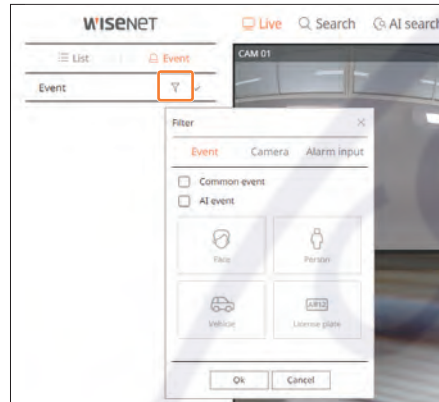 WISENET Live Search AI search
List Event CAM 01
Event
Filter
Event Camera Alarm input
Common event
AI event
Face Person
AB12
Vehicle License plate
Ok Cancel